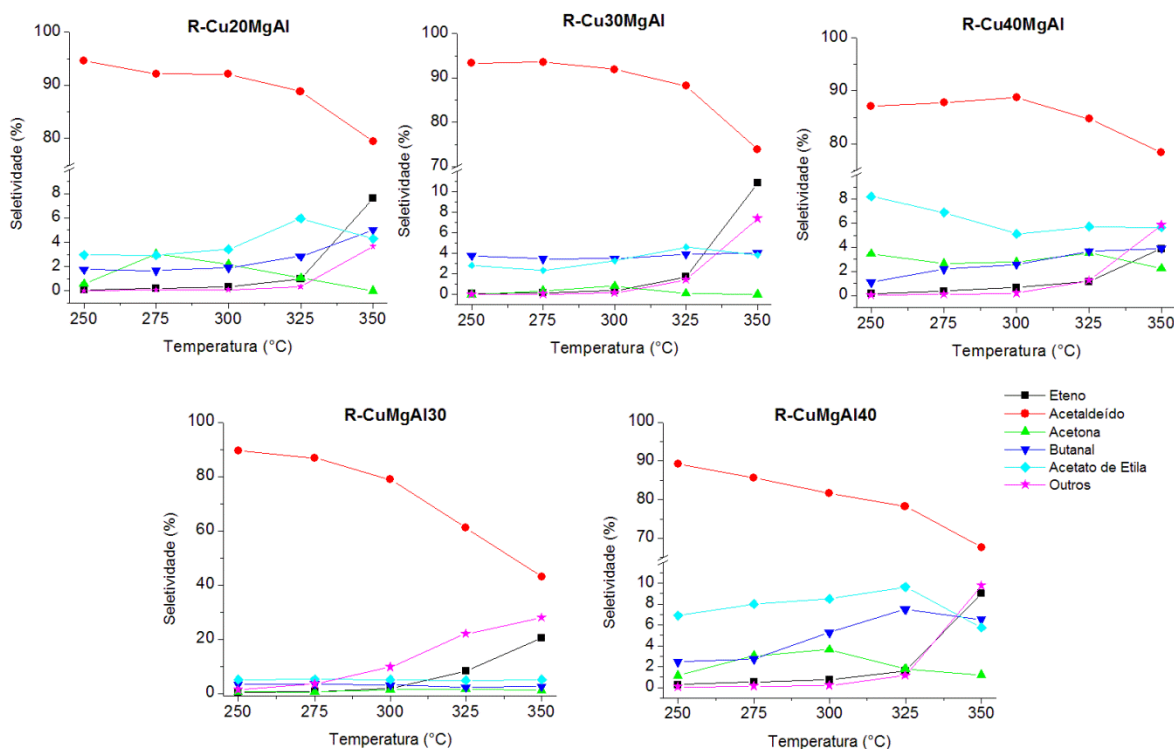 R-Cu20MgAl
100
90
80
8
6
4
2
0
Seletividade (%)
250 275 300 325 350
Temperatura (°C)
R-Cu30MgAl
100
90
80
70
10
8
6
4
2
0
Seletividade (%)
250 275 300 325 350
Temperatura (°C)
R-Cu40MgAl
100
90
80
8
6
4
2
0
Seletividade (%)
250 275 300 325 350
Temperatura (°C)
R-CuMgAl30
100
80
60
40
20
0
Seletividade (%)
250 275 300 325 350
Temperatura (°C)
R-CuMgAl40
100
90
80
70
10
8
6
4
2
0
Seletividade (%)
250 275 300 325 350
Temperatura (°C)
Eteno
Acetaldeído
Acetona
Butanal
Acetato de Etila
Outros